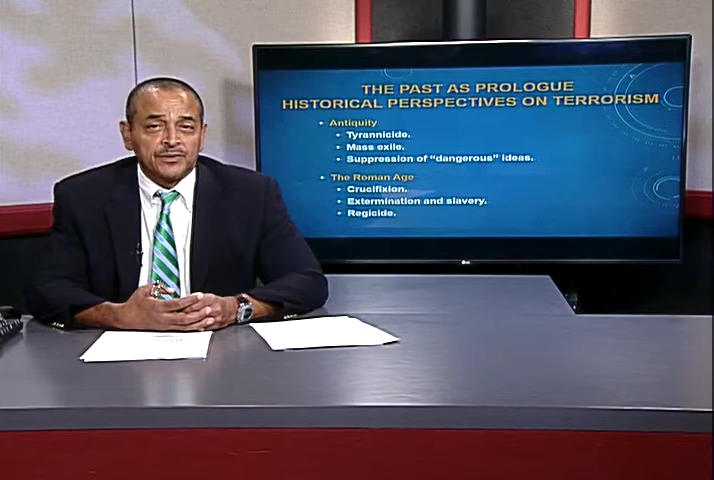 THE PAST AS PROLOGUE
HISTORICAL PERSPECTIVES ON TERRORISM
• Antiquity
• Tyrannicide.
• Mass exile.
• Suppression of “dangerous” ideas.
• The Roman Age
• Crucifixion.
• Extermination and slavery.
• Regicide.
LG